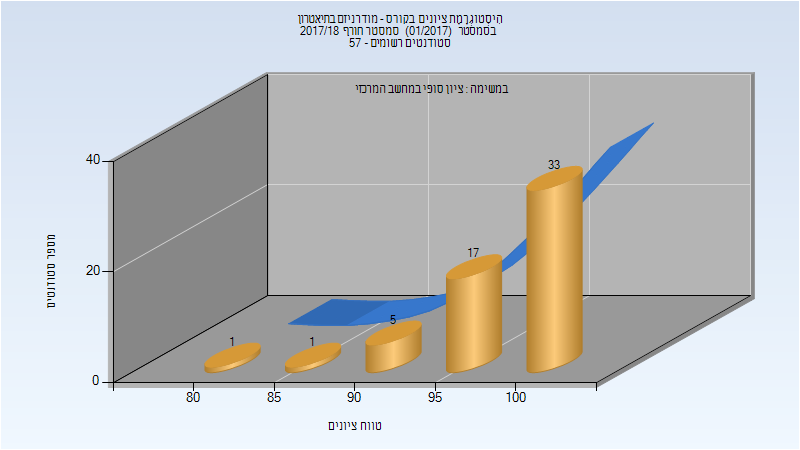 היסטוגרמת ציונים בקורס - מודרניזם בתיאטרון
בסמסטר (01/2017) סמסטר חורף 2017/18
סטודנטים רשומים - 57
במשימה : ציון סופי במחשב המרכזי
מספר סטודנטים
40
20
0
1
1
5
17
33
80
85
90
95
100
טווח ציונים